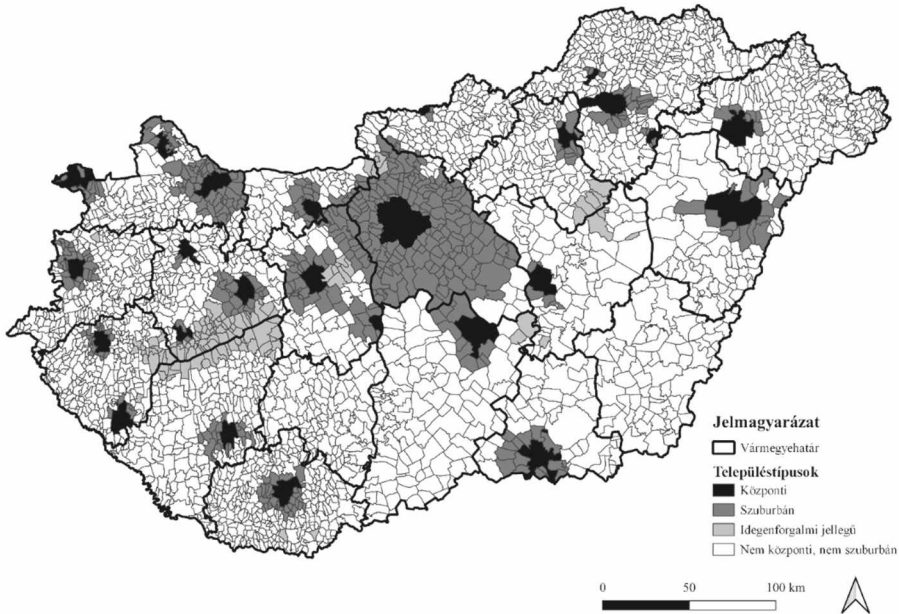 Jelmagyarázat
Vármegyehatár
Településtípusok
Központi
Szuburbán
Idegenforgalmi jellegű
Nem központi, nem szuburbán
0 50 100 km